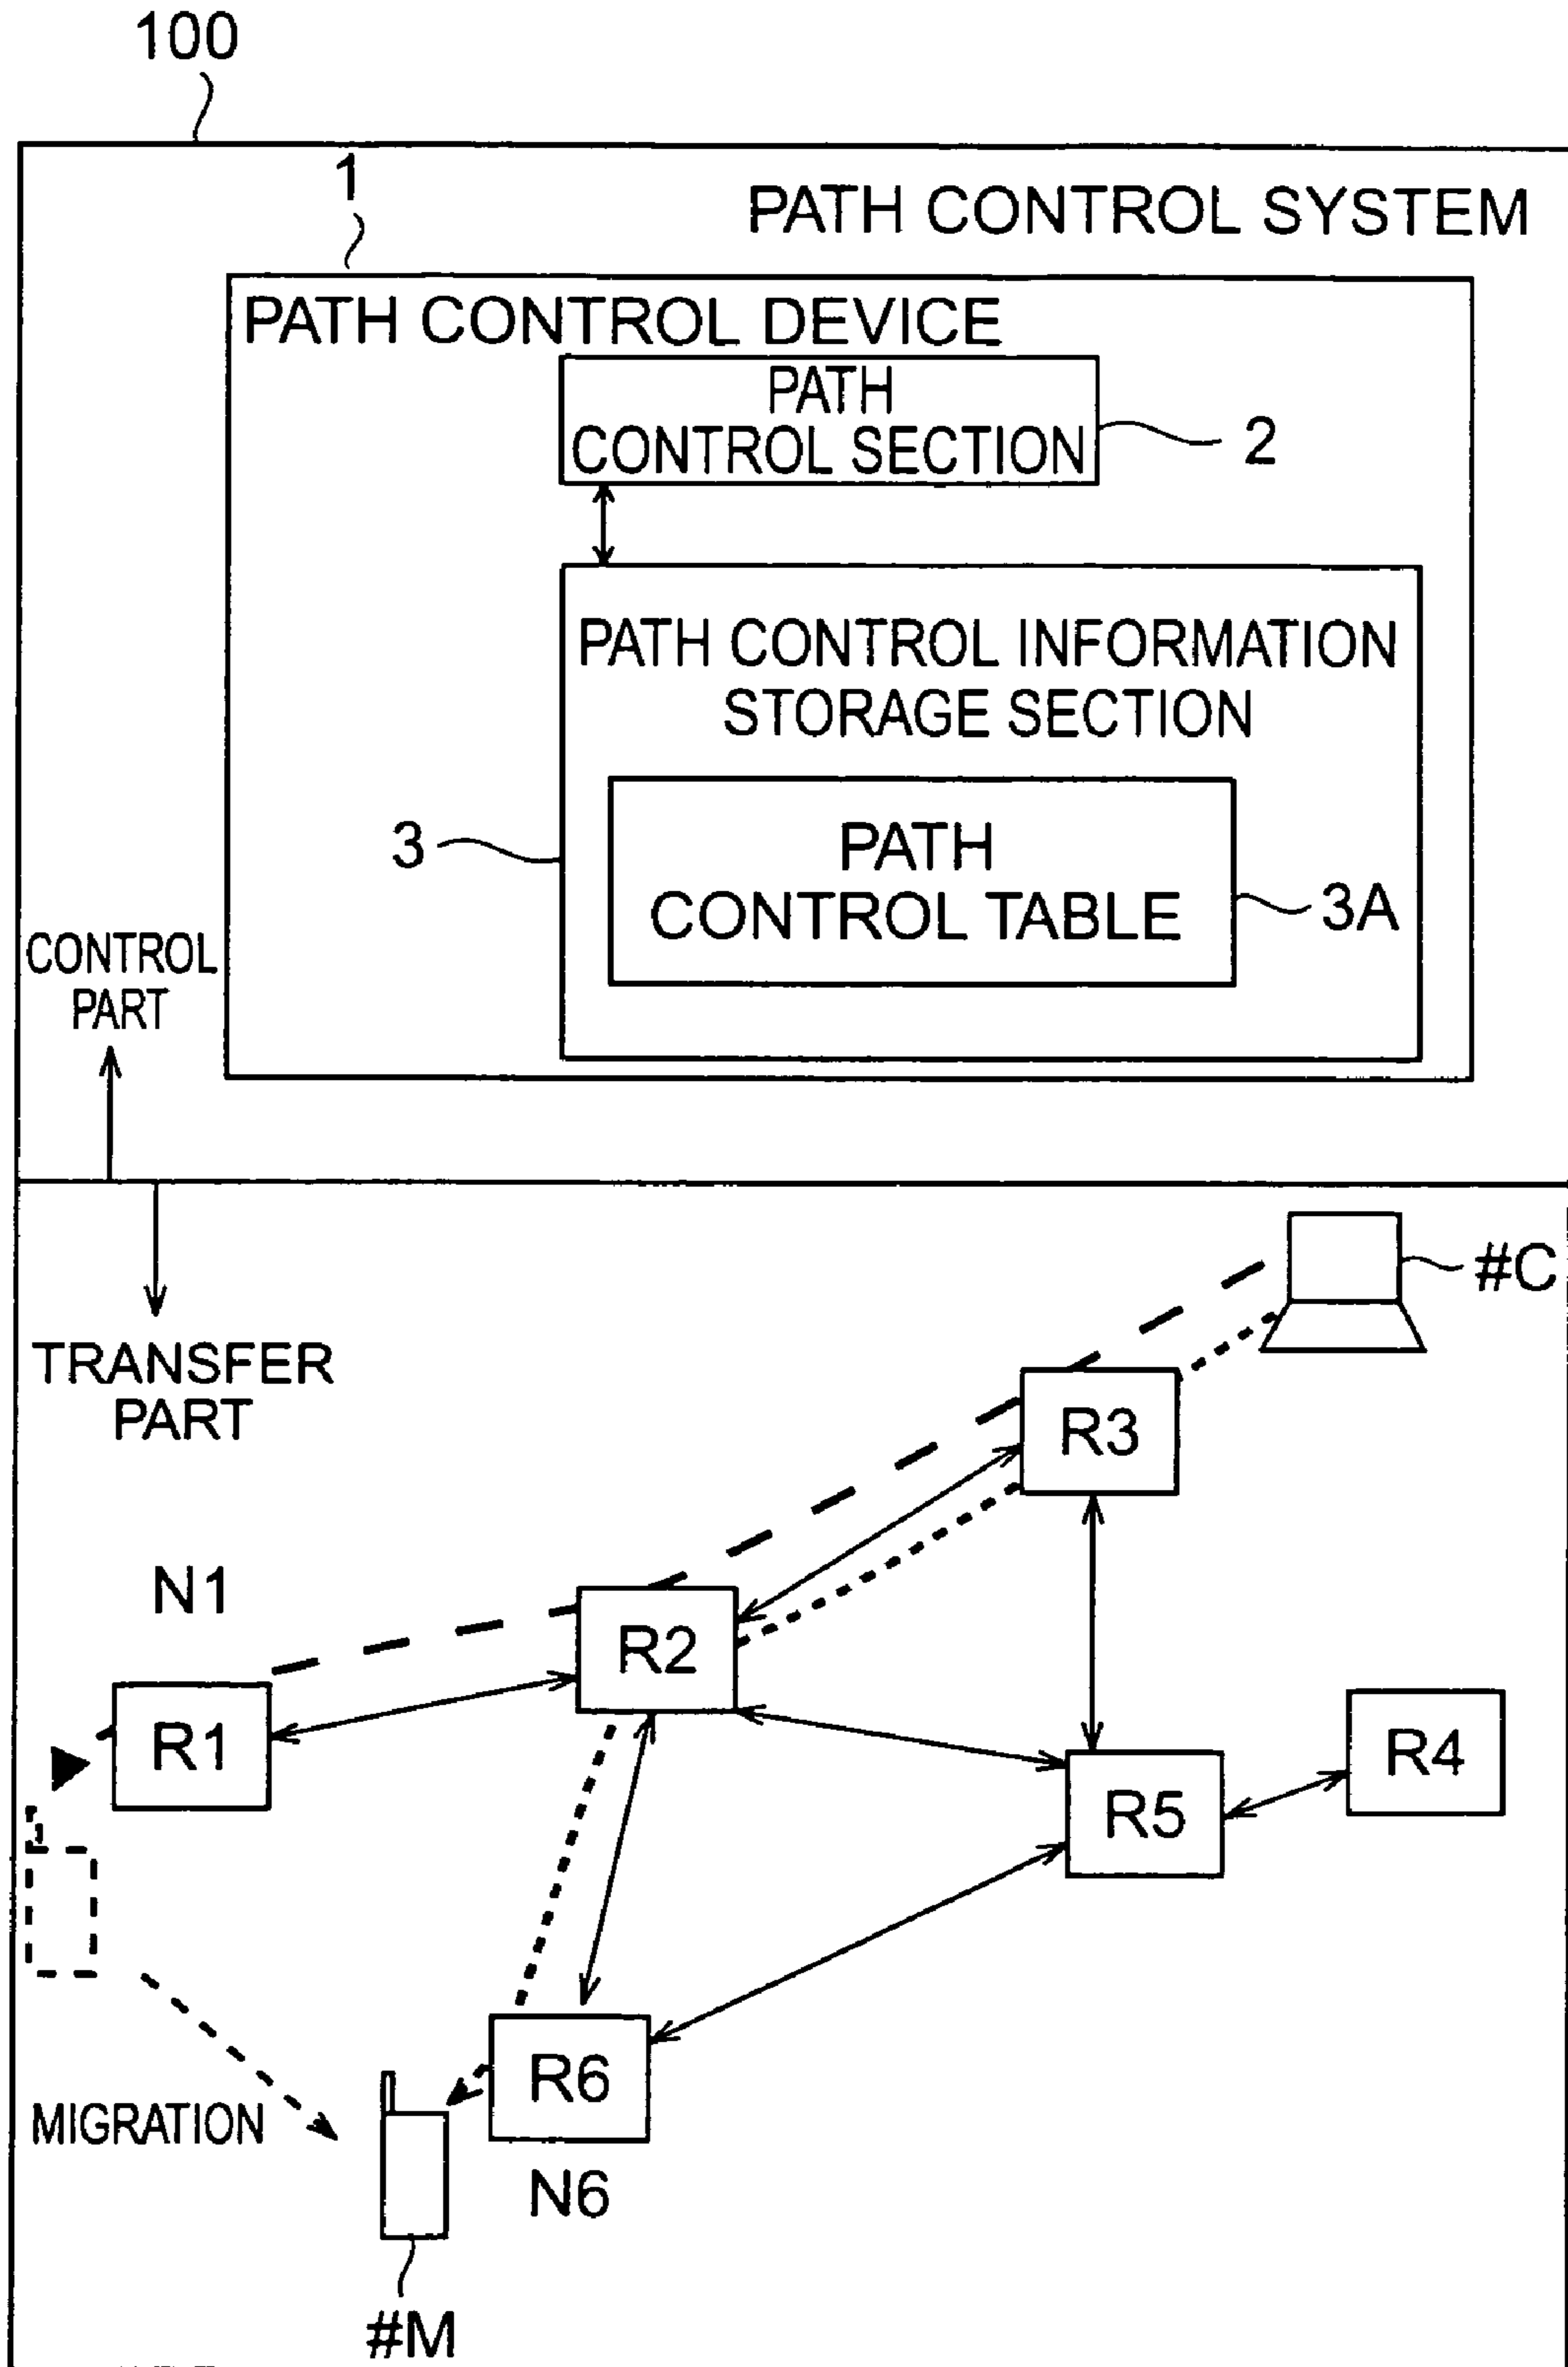 100
1
PATH CONTROL SYSTEM
PATH CONTROL DEVICE
PATH
CONTROL SECTION
2
PATH CONTROL INFORMATION
STORAGE SECTION
3
PATH
CONTROL TABLE
3A
CONTROL
PART
TRANSFER
PART
#C
R3
N1
R2
R1
R4
R5
R6
MIGRATION
N6
#M